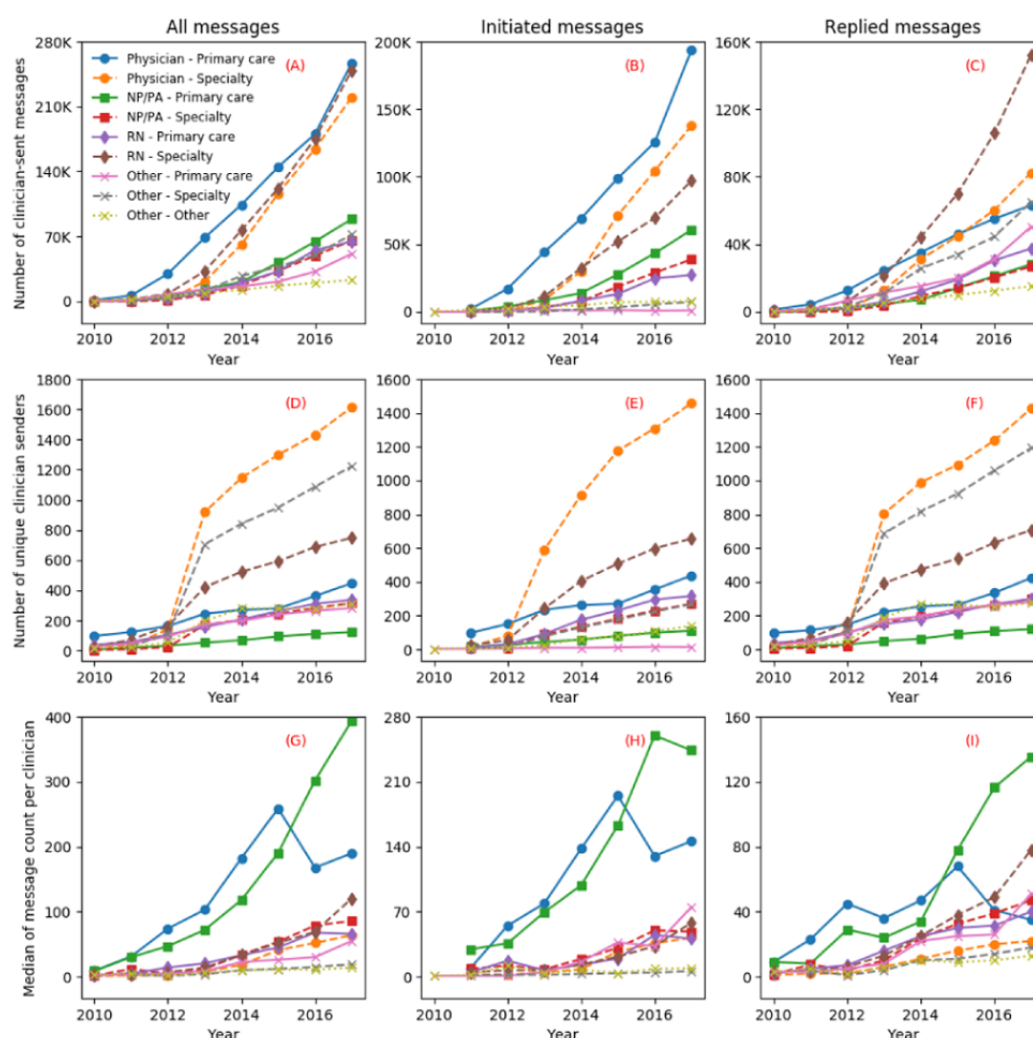 All messages
Initiated messages
Replied messages
Number of clinician-sent messages
280K
210K
140K
70K
0
Physician - Primary care
Physician - Specialty
NP/PA - Primary care
NP/PA - Specialty
RN - Primary care
RN - Specialty
Other - Primary care
Other - Specialty
Other - Other
(A)
2010 2012 2014 2016
Year
200K
150K
100K
50K
0
(B)
2010 2012 2014 2016
Year
160K
120K
80K
40K
0
(C)
2010 2012 2014 2016
Year
Number of unique clinician senders
1800
1600
1400
1200
1000
800
600
400
200
0
(D)
2010 2012 2014 2016
Year
1600
1400
1200
1000
800
600
400
200
0
(E)
2010 2012 2014 2016
Year
1600
1400
1200
1000
800
600
400
200
0
(F)
2010 2012 2014 2016
Year
Median of message count per clinician
400
300
200
100
0
(G)
2010 2012 2014 2016
Year
280
210
140
70
0
(H)
2010 2012 2014 2016
Year
160
120
80
40
0
(I)
2010 2012 2014 2016
Year